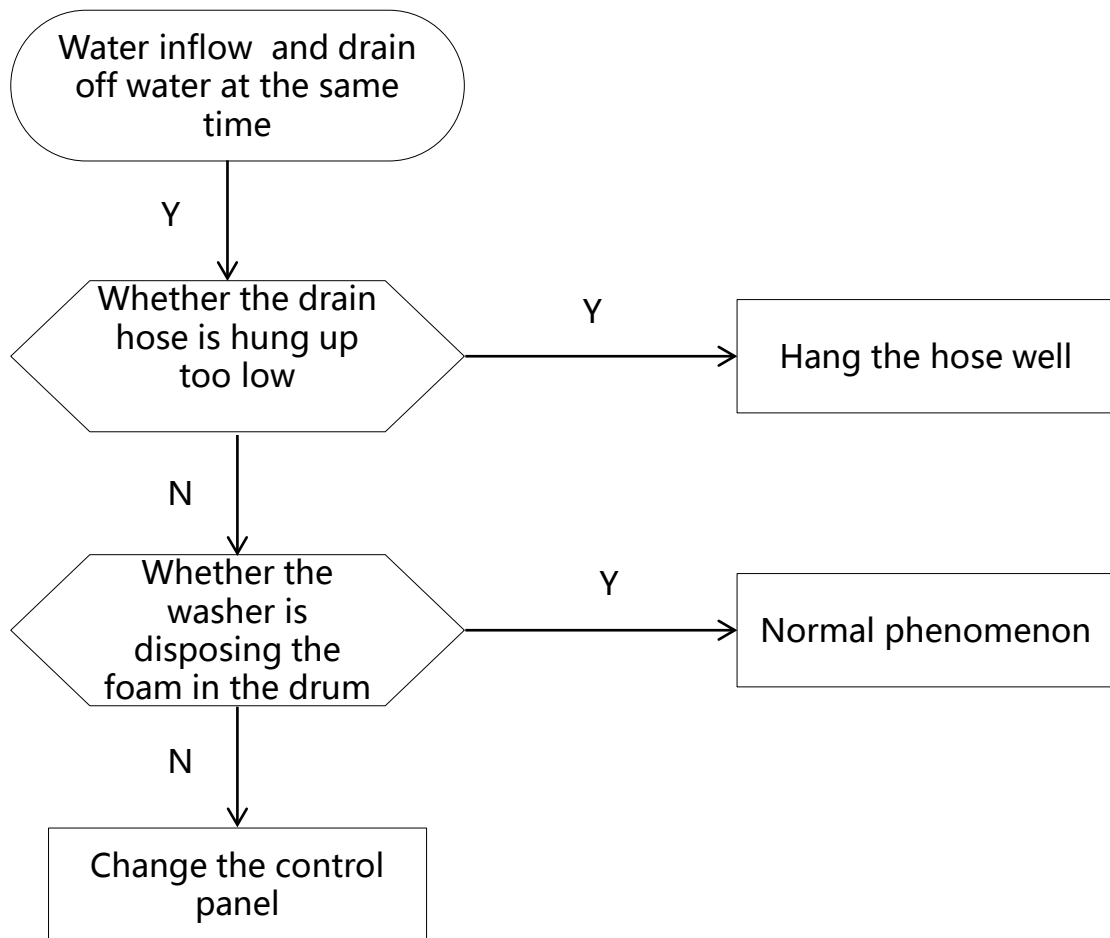 Water inflow  and drain
off water at the same
time
Y
Whether the drain
hose is hung up
too low
Y
Hang the hose well
N
Whether the
washer is
disposing the
foam in the drum
Y
Normal phenomenon
N
Change the control
panel